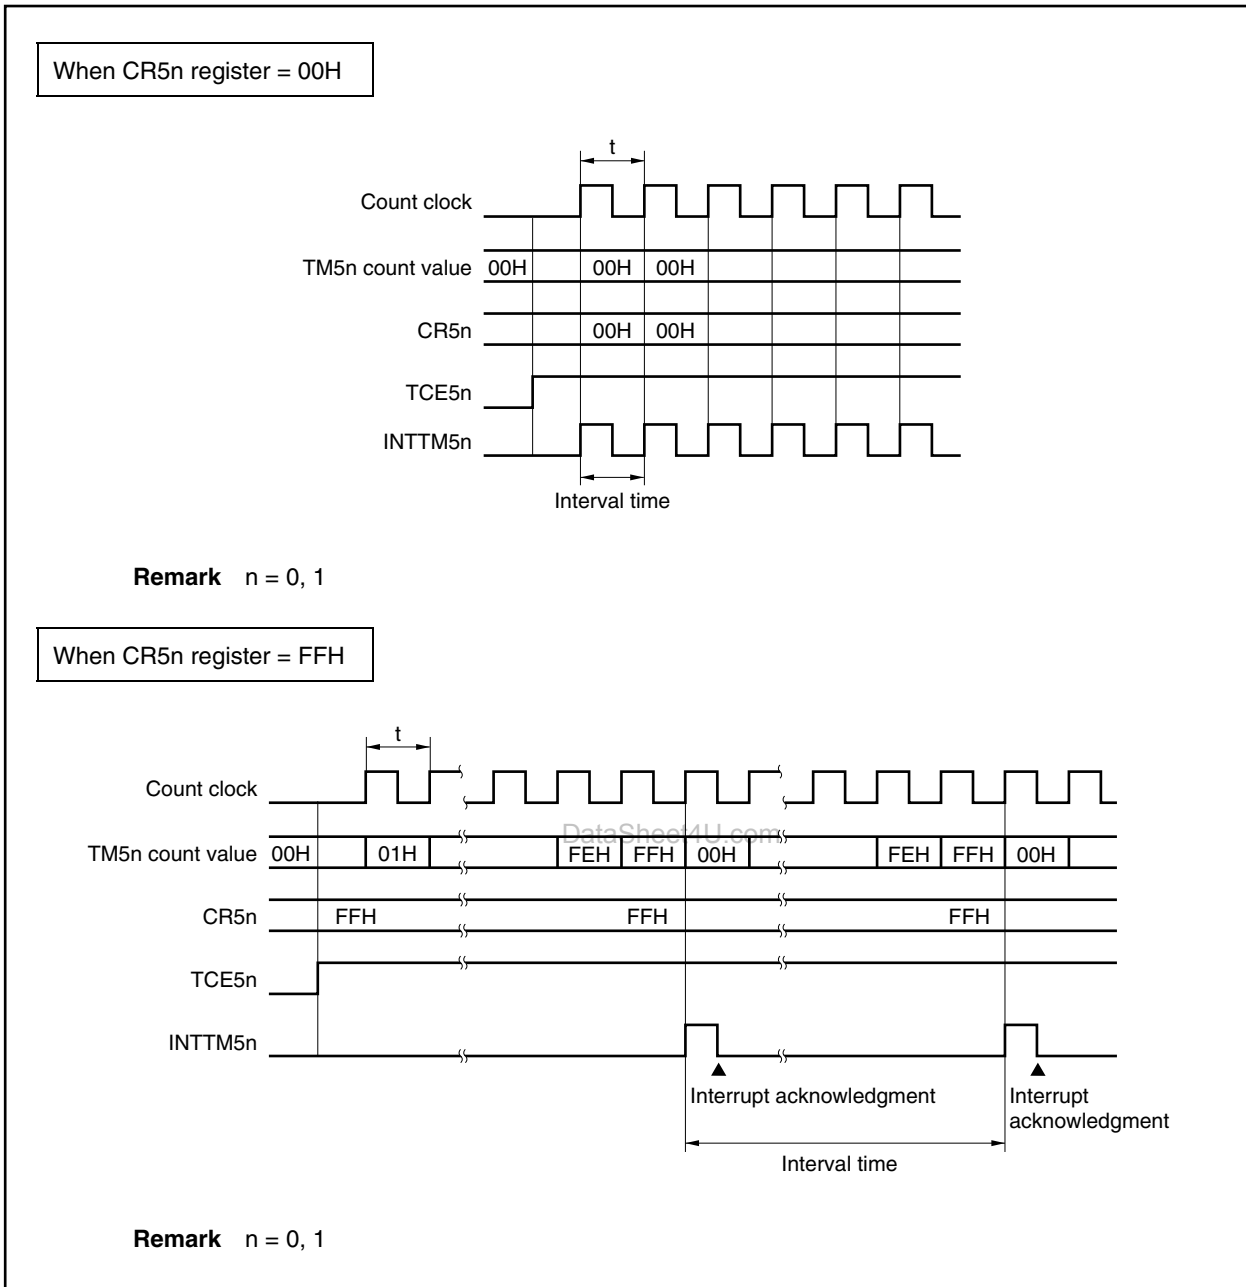 When CR5n register = 00H
t
Count clock
TM5n count value 00H 00H 00H
CR5n 00H 00H
TCE5n
INTTM5n
Interval time
Remark n = 0, 1
When CR5n register = FFH
t
Count clock
DataSheet4U.com
TM5n count value 00H 01H FEH FFH 00H FEH FFH 00H
CR5n FFH FFH FFH
TCE5n
INTTM5n
Interrupt acknowledgment Interrupt
acknowledgment
Interval time
Remark n = 0, 1